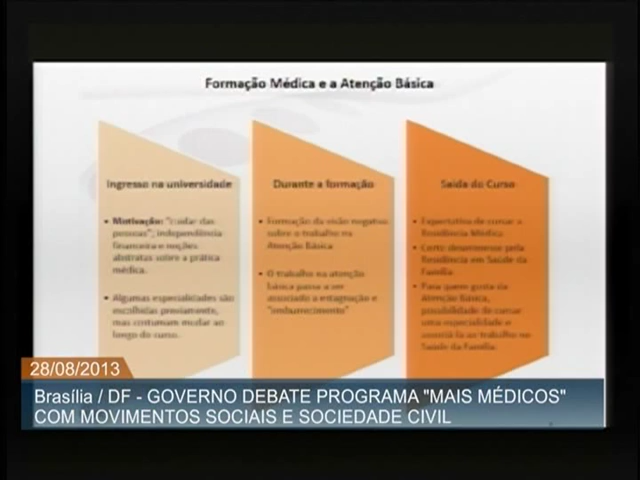 Formação Médica e a Atenção Básica
Ingresso na universidade
• Motivação: "cuidar das
pessoas"; independência
financeira e noções
abstratas sobre a prática
médica.
• Algumas especialidades são
escolhidas previamente,
mas costumam mudar ao
longo do curso.
Durante a formação
• Formação da visão negativa
sobre o trabalho na
Atenção Básica
• O trabalho na atenção
básica passa a ser
associado a estagnação e
"emburrecimento"
Saída do Curso
• Expectativa de cursar a
Residência Médica.
• Certo desinteresse pela
Residência em Saúde da
Família.
• Para quem gosta da
Atenção Básica,
possibilidade de cursar
uma especialidade e
associá-la ao trabalho na
Saúde da Família.
28/08/2013
Brasília / DF - GOVERNO DEBATE PROGRAMA "MAIS MÉDICOS"
COM MOVIMENTOS SOCIAIS E SOCIEDADE CIVIL